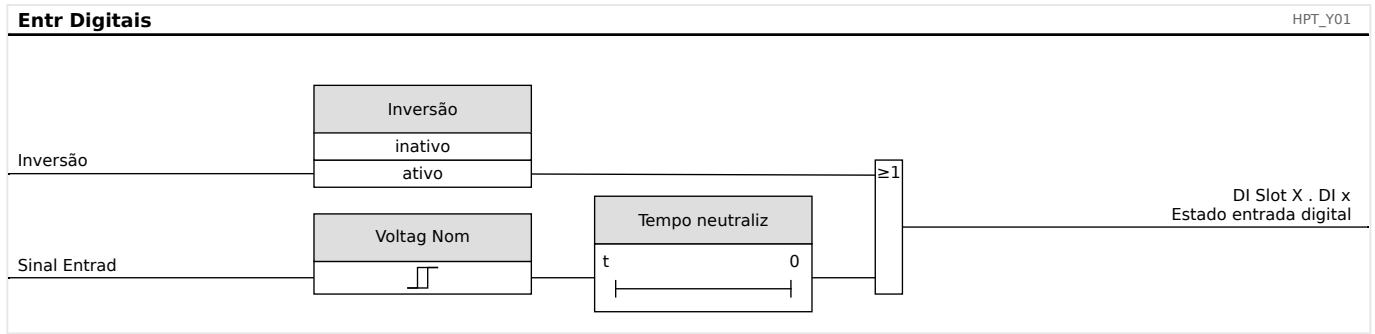 Entr Digitais
HPT_Y01
Inversão
inativo
Inversão
ativo
≥1
DI Slot X . DI x
Estado entrada digital
Tempo neutraliz
Voltag Nom
t
0
Sinal Entrad